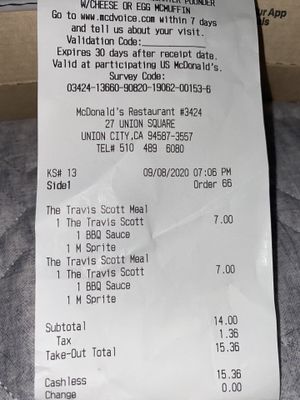 W/CHEESE OR EGG MCMUFFIN
Go to www.mcdvoice.com within 7 days
and tell us about your visit.
Validation Code:
Expires 30 days after receipt date.
Valid at participating US McDonald's.
Survey Code:
03424-13660-90820-19062-00153-6
McDonald's Restaurant #3424
27 UNION SQUARE
UNION CITY,CA 94587-3557
TEL# 510 489 6080
KS# 13 09/08/2020 07:06 PM
Side1 Order 66
The Travis Scott Meal
1 The Travis Scott 7.00
1 BBQ Sauce
1 M Sprite
The Travis Scott Meal
1 The Travis Scott 7.00
1 BBQ Sauce
1 M Sprite
Subtotal 14.00
Tax 1.36
Take-Out Total 15.36
Cashless 15.36
Change 0.00